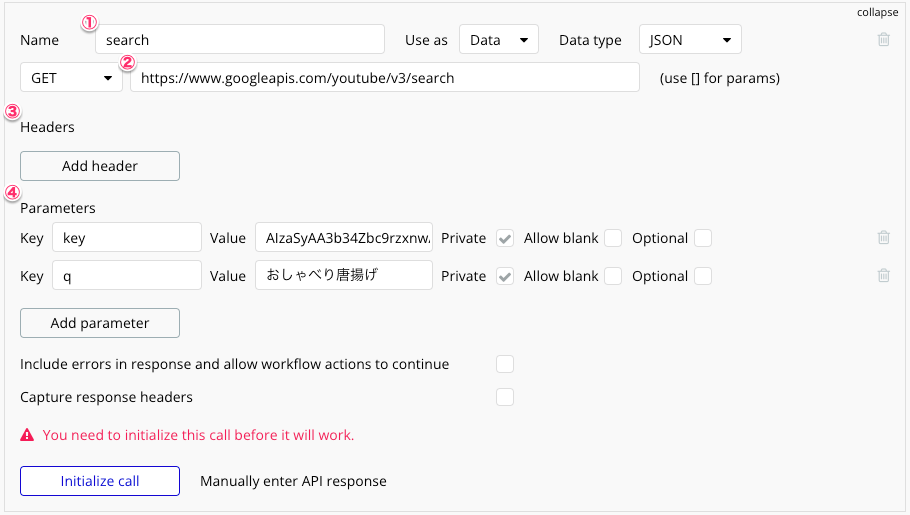 collapse
① Name search Use as Data Data type JSON
GET ② https://www.googleapis.com/youtube/v3/search (use [] for params)
③ Headers
Add header
④ Parameters
Key key Value AIzaSyAA3b34Zbc9rzxnw Private Allow blank Optional
Key q Value おしゃべり唐揚げ Private Allow blank Optional
Add parameter
Include errors in response and allow workflow actions to continue
Capture response headers
You need to initialize this call before it will work.
Initialize call Manually enter API response